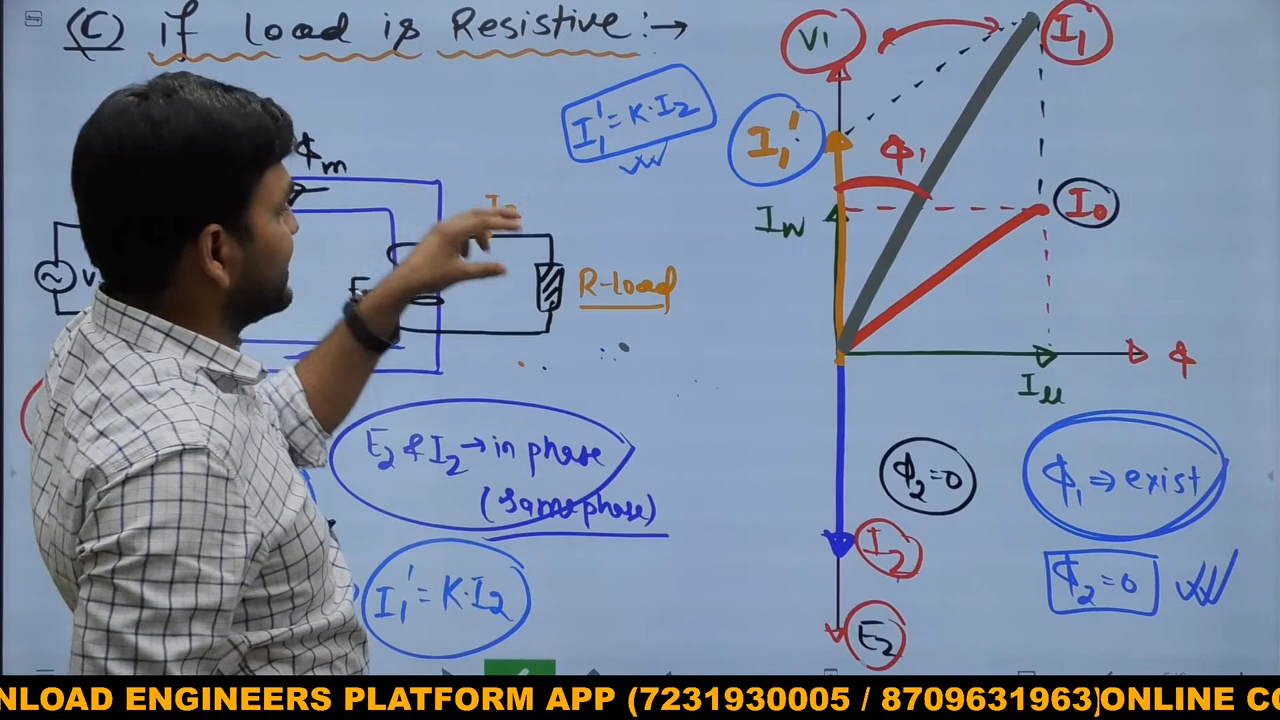 (C) if Load is Resistive:→
V1
I1
I1' = K·I2
I1'
Φ1
Φm
Iw
I0
V
R-load
Φ
Iμ
E2 & I2 → in phase
(same phase)
Φ2=0
Φ1 ⇒ exist
I2
Φ2=0
I1' = K·I2
E2
NLOAD ENGINEERS PLATFORM APP (7231930005 / 8709631963)ONLINE CO